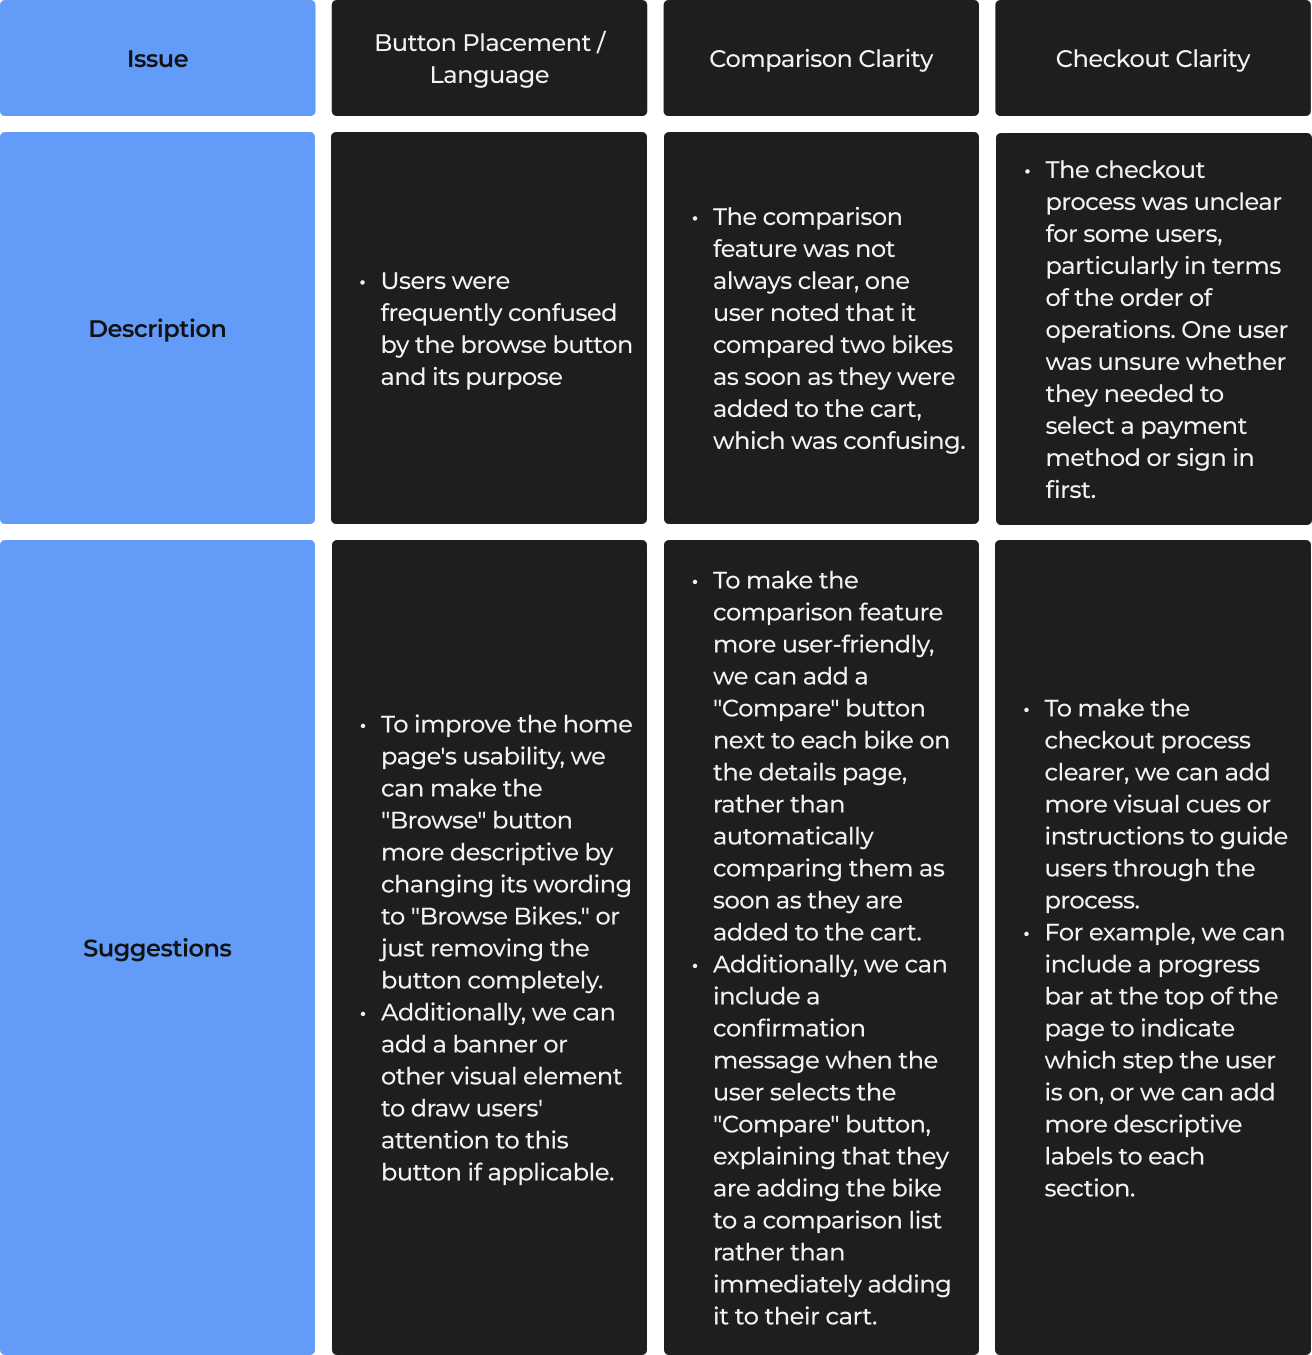 Issue
Button Placement /
Language
Comparison Clarity
Checkout Clarity
Description
• Users were
frequently confused
by the browse button
and its purpose
• The comparison
feature was not
always clear, one
user noted that it
compared two bikes
as soon as they were
added to the cart,
which was confusing.
• The checkout
process was unclear
for some users,
particularly in terms
of the order of
operations. One user
was unsure whether
they needed to
select a payment
method or sign in
first.
Suggestions
• To improve the home
page's usability, we
can make the
"Browse" button
more descriptive by
changing its wording
to "Browse Bikes." or
just removing the
button completely.
• Additionally, we can
add a banner or
other visual element
to draw users'
attention to this
button if applicable.
• To make the
comparison feature
more user-friendly,
we can add a
"Compare" button
next to each bike on
the details page,
rather than
automatically
comparing them as
soon as they are
added to the cart.
• Additionally, we can
include a
confirmation
message when the
user selects the
"Compare" button,
explaining that they
are adding the bike
to a comparison list
rather than
immediately adding
it to their cart.
• To make the
checkout process
clearer, we can add
more visual cues or
instructions to guide
users through the
process.
• For example, we can
include a progress
bar at the top of the
page to indicate
which step the user
is on, or we can add
more descriptive
labels to each
section.